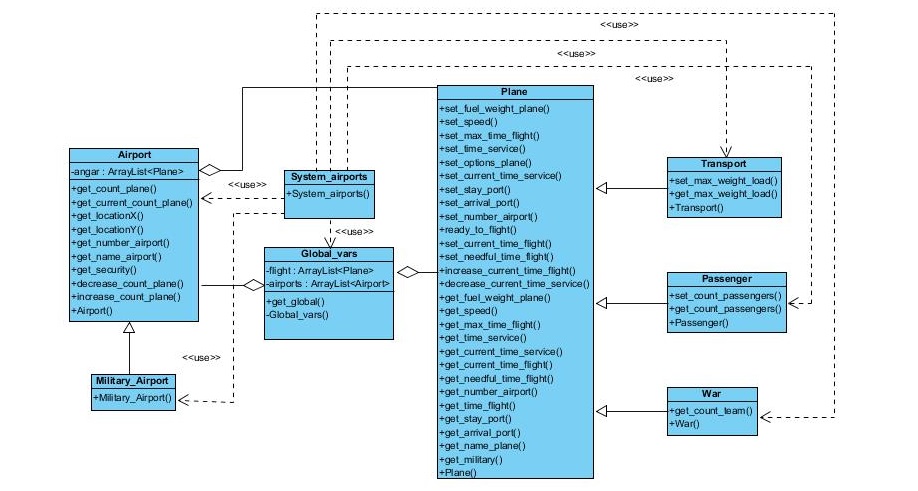 <<use>>
<<use>>
<<use>>
Plane
+set_fuel_weight_plane()
+set_speed()
+set_max_time_flight()
+set_time_service()
+set_options_plane()
+set_current_time_service()
+set_stay_port()
+set_arrival_port()
+set_number_airport()
+ready_to_flight()
+set_current_time_flight()
+set_needful_time_flight()
+increase_current_time_flight()
+decrease_current_time_service()
+get_fuel_weight_plane()
+get_speed()
+get_max_time_flight()
+get_time_service()
+get_current_time_service()
+get_current_time_flight()
+get_needful_time_flight()
+get_number_airport()
+get_time_flight()
+get_stay_port()
+get_arrival_port()
+get_name_plane()
+get_military()
+Plane()
Airport
-angar : ArrayList<Plane>
+get_count_plane()
+get_current_count_plane()
+get_locationX()
+get_locationY()
+get_number_airport()
+get_name_airport()
+get_security()
+decrease_count_plane()
+increase_count_plane()
+Airport()
<<use>>
System_airports
+System_airports()
<<use>>
Global_vars
-flight : ArrayList<Plane>
-airports : ArrayList<Airport>
+get_global()
-Global_vars()
<<use>>
Military_Airport
+Military_Airport()
Transport
+set_max_weight_load()
+get_max_weight_load()
+Transport()
Passenger
+set_count_passengers()
+get_count_passengers()
+Passenger()
War
+get_count_team()
+War()